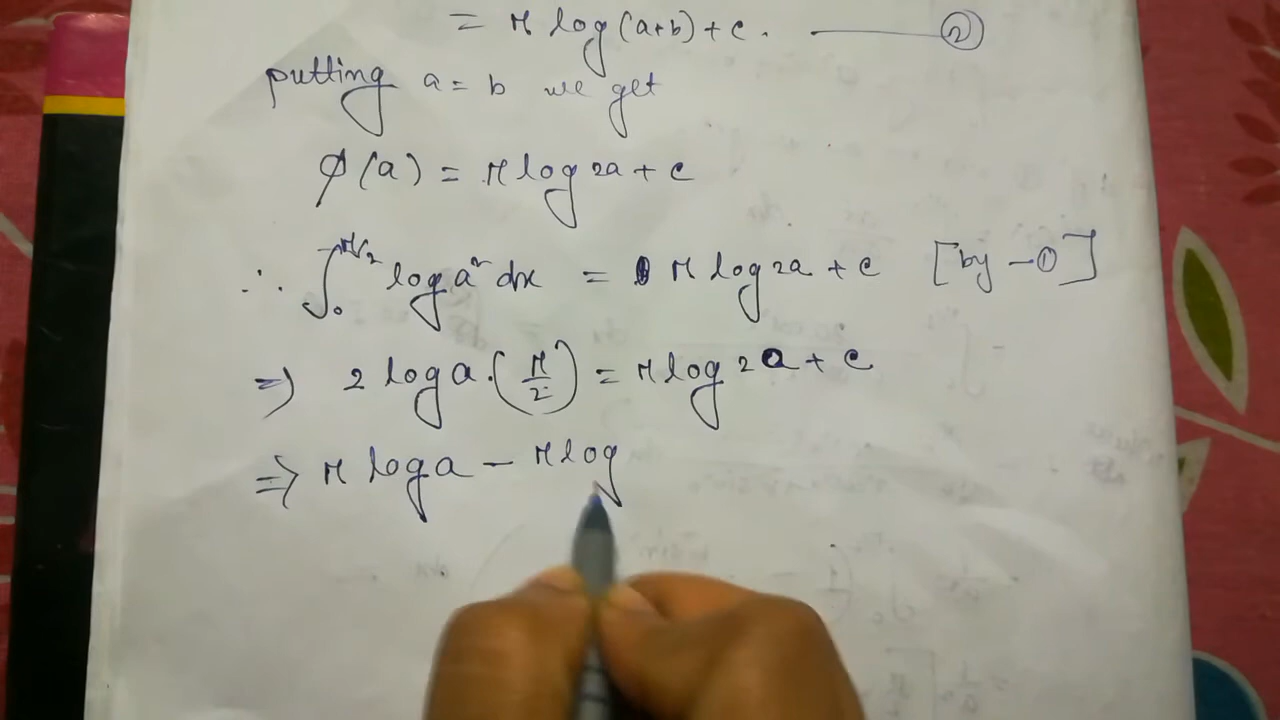 = π log(a+b) + c. ——— ②
putting a = b we get
φ(a) = π log 2a + c
∴ ∫₀^π/2 log a² dx = π log 2a + c [by – ①]
⇒ 2 log a · (π/2) = π log 2a + c
⇒ π log a – π log